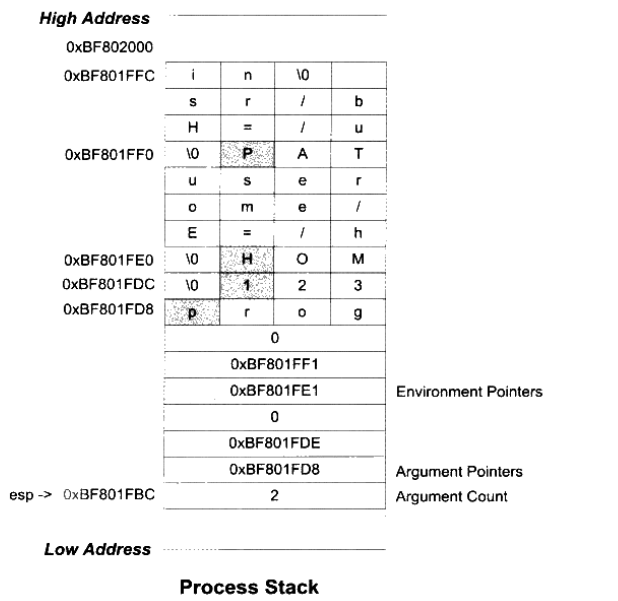 High Address
0xBF802000
0xBF801FFC i n \0
s r / b
H = / u
0xBF801FF0 \0 P A T
u s e r
o m e /
E = / h
0xBF801FE0 \0 H O M
0xBF801FDC \0 1 2 3
0xBF801FD8 p r o g
0
0xBF801FF1
0xBF801FE1 Environment Pointers
0
0xBF801FDE
0xBF801FD8 Argument Pointers
esp -> 0xBF801FBC 2 Argument Count
Low Address
Process Stack